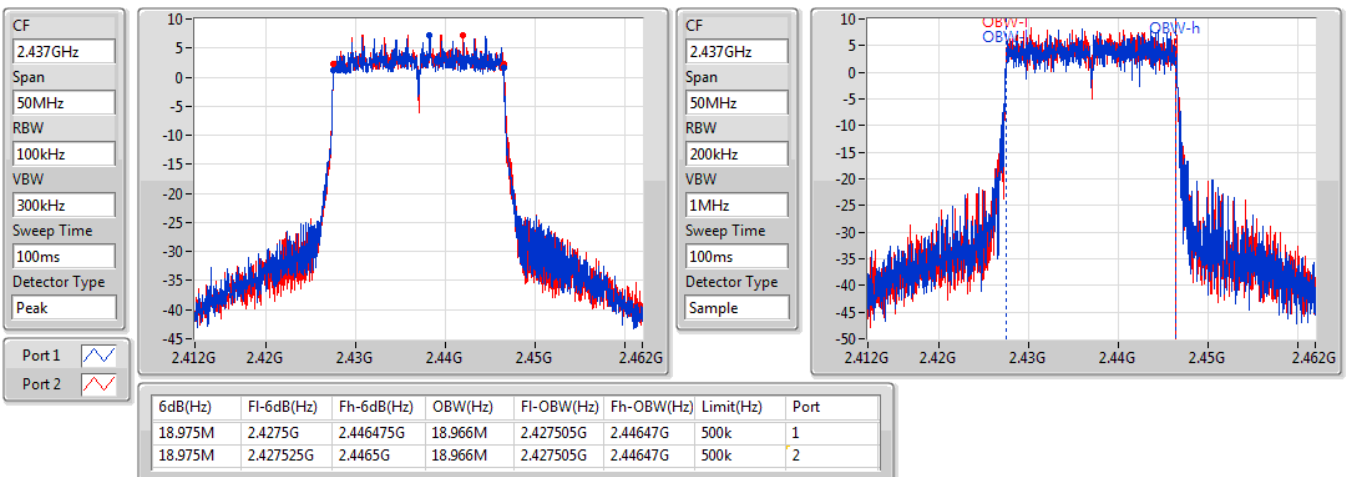 CF
2.437GHz
Span
50MHz
RBW
100kHz
VBW
300kHz
Sweep Time
100ms
Detector Type
Peak
Port 1
Port 2
10
5
0
-5
-10
-15
-20
-25
-30
-35
-40
-45
2.412G 2.42G 2.43G 2.44G 2.45G 2.462G
CF
2.437GHz
Span
50MHz
RBW
200kHz
VBW
1MHz
Sweep Time
100ms
Detector Type
Sample
OBW-l
OBW-h
10
5
0
-5
-10
-15
-20
-25
-30
-35
-40
-45
-50
2.412G 2.42G 2.43G 2.44G 2.45G 2.462G
6dB(Hz) Fl-6dB(Hz) Fh-6dB(Hz) OBW(Hz) Fl-OBW(Hz) Fh-OBW(Hz) Limit(Hz) Port
18.975M 2.4275G 2.446475G 18.966M 2.427505G 2.44647G 500k 1
18.975M 2.427525G 2.4465G 18.966M 2.427505G 2.44647G 500k 2